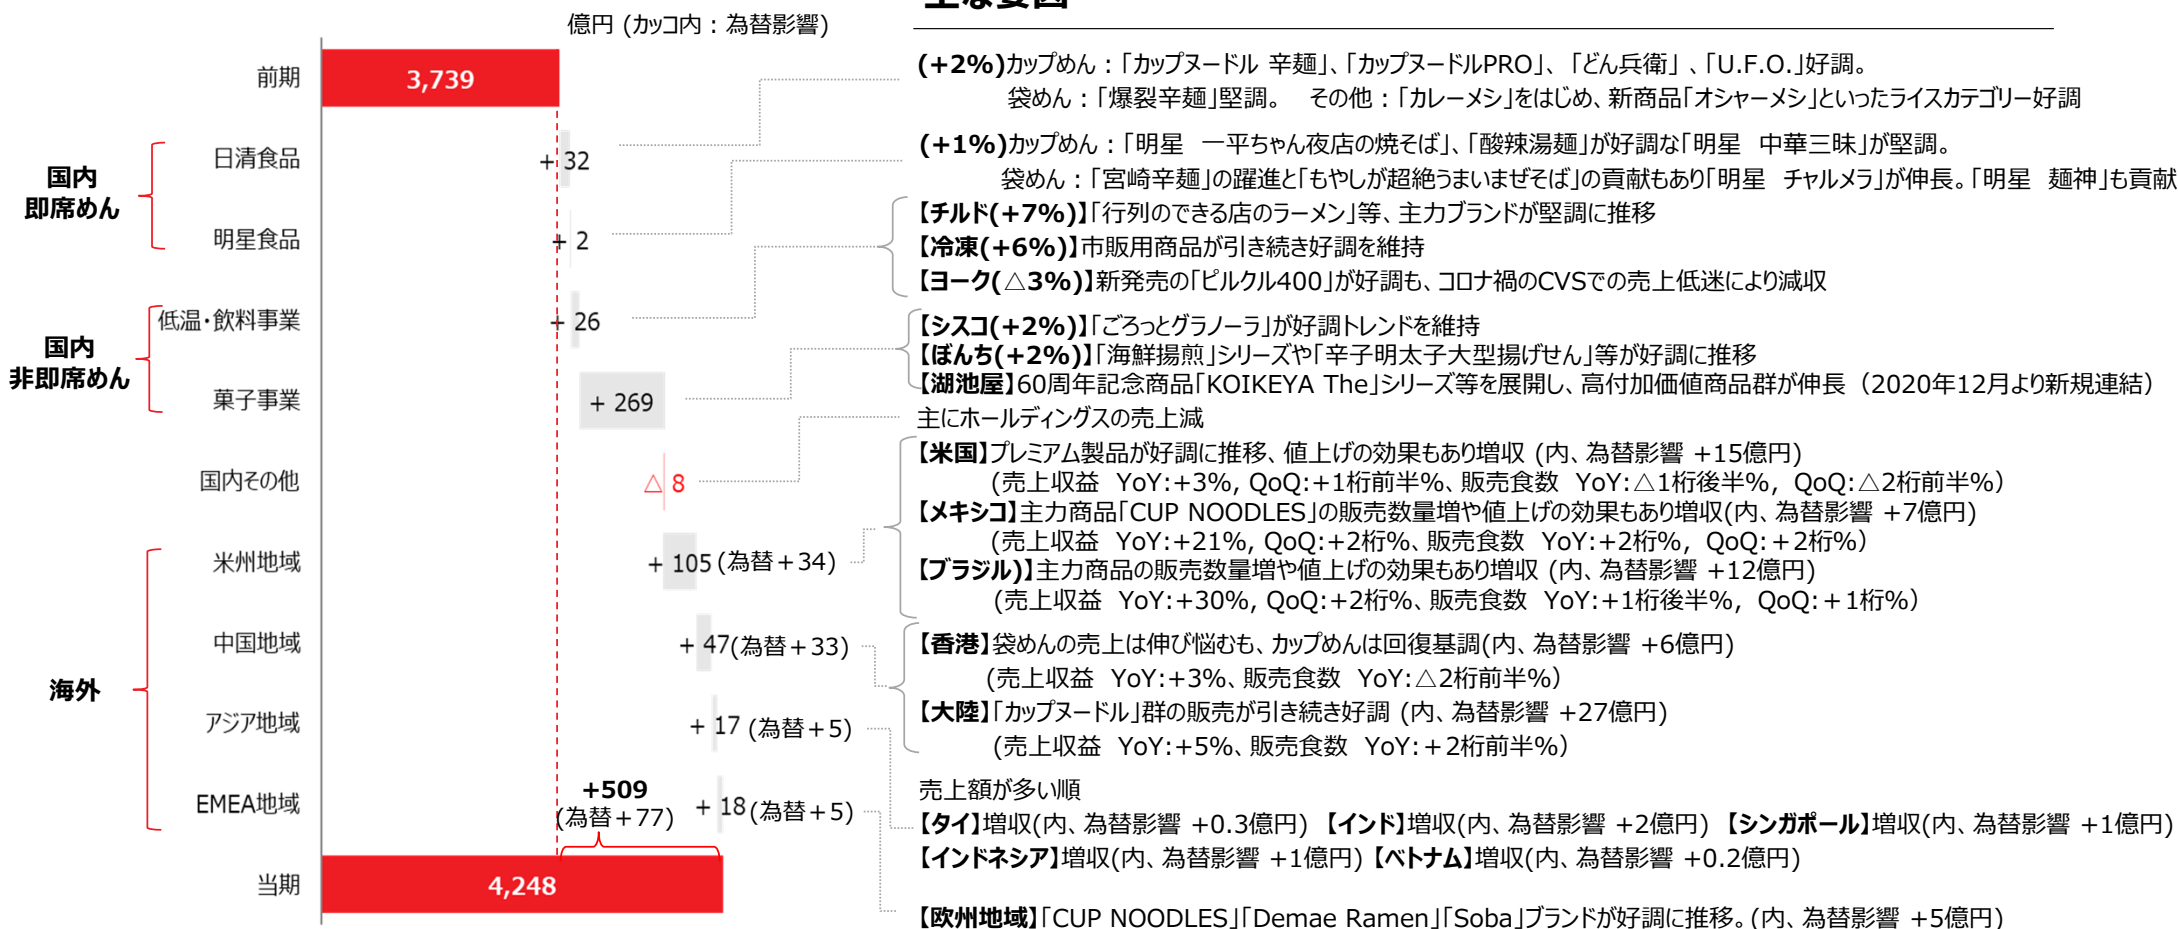 億円 (カッコ内：為替影響)
前期
3,739
国内
即席めん
日清食品
+ 32
明星食品
+ 2
国内
非即席めん
低温・飲料事業
+ 26
菓子事業
+ 269
国内その他
△ 8
海外
米州地域
+ 105 (為替+34)
中国地域
+ 47(為替+33)
アジア地域
+ 17 (為替+5)
EMEA地域
+ 18(為替+5)
+509
(為替+77)
当期
4,248
主な要因
(+2%)カップめん：「カップヌードル 辛麺」、「カップヌードルPRO」、「どん兵衛」、「U.F.O.」好調。
袋めん：「爆裂辛麺」堅調。 その他：「カレーメシ」をはじめ、新商品「オシャーメシ」といったライスカテゴリー好調
(+1%)カップめん：「明星 一平ちゃん夜店の焼そば」、「酸辣湯麺」が好調な「明星 中華三昧」が堅調。
袋めん：「宮崎辛麺」の躍進と「もやしが超絶うまいまぜそば」の貢献もあり「明星 チャルメラ」が伸長。「明星 麺神」も貢献
【チルド(+7%)】「行列のできる店のラーメン」等、主力ブランドが堅調に推移
【冷凍(+6%)】市販用商品が引き続き好調を維持
【ヨーク(△3%)】新発売の「ピルクル400」が好調も、コロナ禍のCVSでの売上低迷により減収
【シスコ(+2%)】「ごろっとグラノーラ」が好調トレンドを維持
【ぼんち(+2%)】「海鮮揚煎」シリーズや「辛子明太子大型揚げせん」等が好調に推移
【湖池屋】60周年記念商品「KOIKEYA The」シリーズ等を展開し、高付加価値商品群が伸長（2020年12月より新規連結）
主にホールディングスの売上減
【米国】プレミアム製品が好調に推移、値上げの効果もあり増収 (内、為替影響 +15億円)
(売上収益 YoY:+3%, QoQ:+1桁前半%、販売食数 YoY:△1桁後半%, QoQ:△2桁前半%)
【メキシコ】主力商品「CUP NOODLES」の販売数量増や値上げの効果もあり増収(内、為替影響 +7億円)
(売上収益 YoY:+21%, QoQ:+2桁%、販売食数 YoY:+2桁%, QoQ:+2桁%)
【ブラジル)】主力商品の販売数量増や値上げの効果もあり増収 (内、為替影響 +12億円)
(売上収益 YoY:+30%, QoQ:+2桁%、販売食数 YoY:+1桁後半%, QoQ:+1桁%)
【香港】袋めんの売上は伸び悩むも、カップめんは回復基調(内、為替影響 +6億円)
(売上収益 YoY:+3%、販売食数 YoY:△2桁前半%)
【大陸】「カップヌードル」群の販売が引き続き好調 (内、為替影響 +27億円)
(売上収益 YoY:+5%、販売食数 YoY:+2桁前半%)
売上額が多い順
【タイ】増収(内、為替影響 +0.3億円) 【インド】増収(内、為替影響 +2億円) 【シンガポール】増収(内、為替影響 +1億円)
【インドネシア】増収(内、為替影響 +1億円)【ベトナム】増収(内、為替影響 +0.2億円)
【欧州地域】「CUP NOODLES」「Demae Ramen」「Soba」ブランドが好調に推移。(内、為替影響 +5億円)